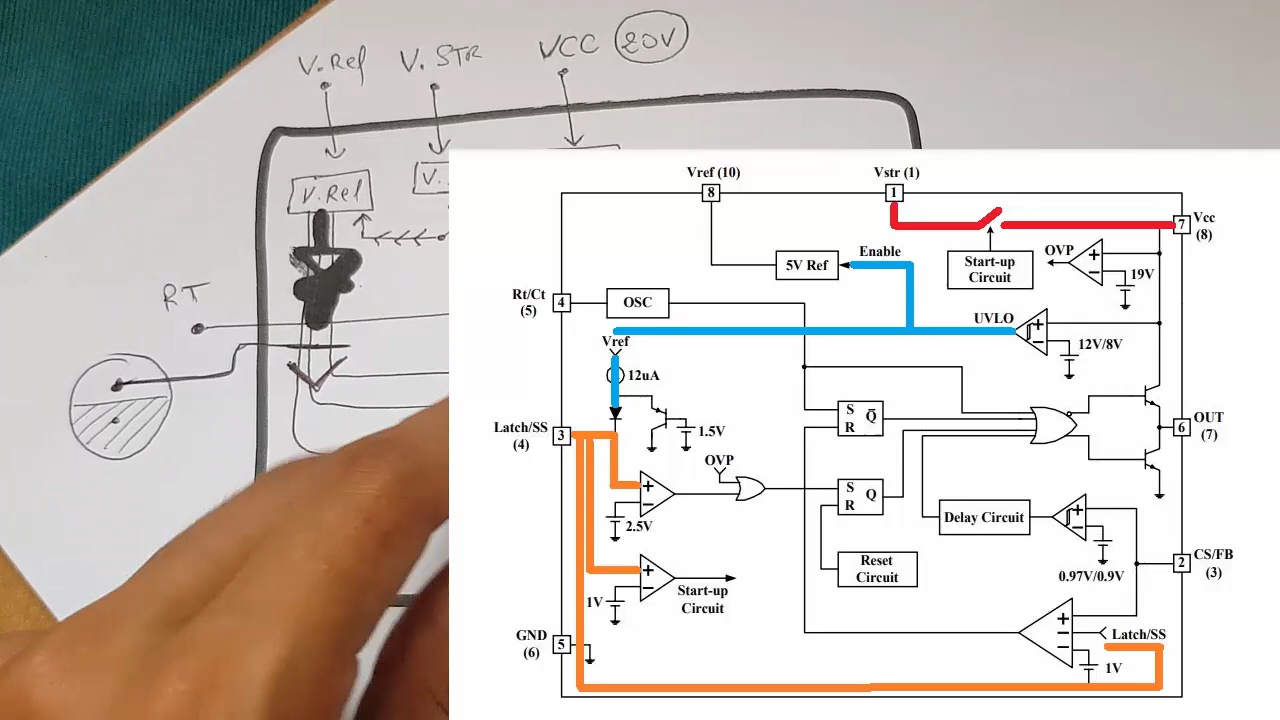 V.Ref V.STR VCC 20V
V.Ref V.
RT
Vref (10) Vstr (1)
8 1
Vcc
7
(8)
Enable OVP
5V Ref Start-up
Circuit
+
−
19V
Rt/Ct
4 OSC
(5)
UVLO
12V/8V
Vref
12uA
Latch/SS
3
(4)
1.5V
S Q
R
OUT
6
(7)
OVP
+
−
2.5V
S Q
R
Delay Circuit
+
−
CS/FB
2
(3)
Reset
Circuit
0.97V/0.9V
+
−
1V
Start-up
Circuit
GND
5
(6)
+
−
−
Latch/SS
1V